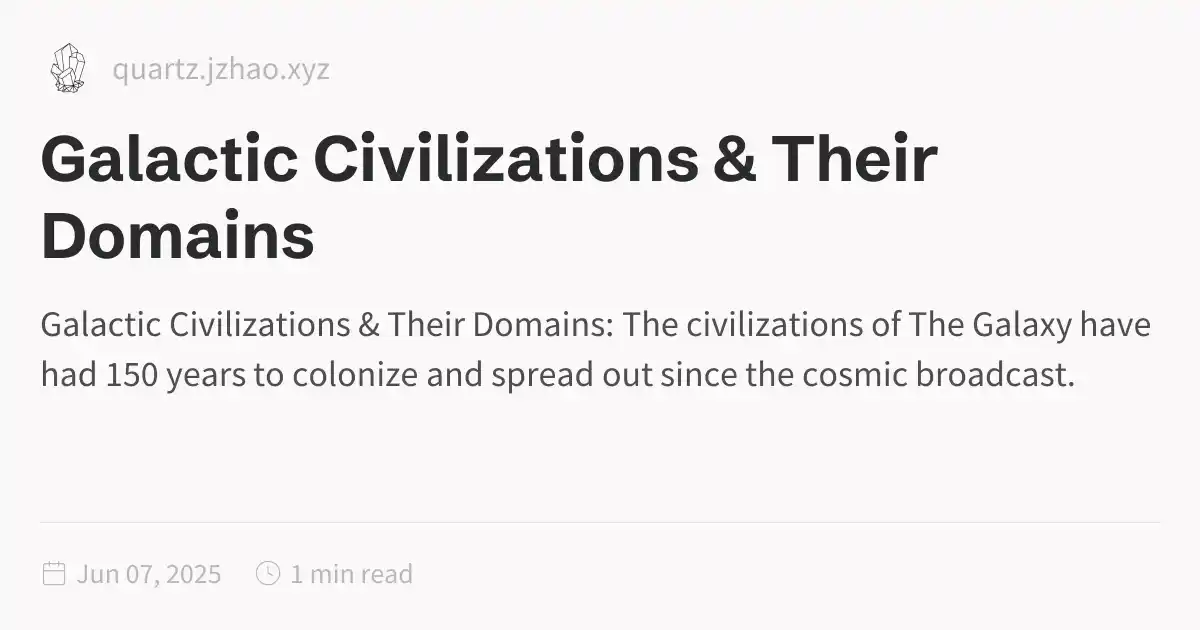 quartz.jzhao.xyz
Galactic Civilizations & Their
Domains
Galactic Civilizations & Their Domains: The civilizations of The Galaxy have
had 150 years to colonize and spread out since the cosmic broadcast.
Jun 07, 2025 1 min read